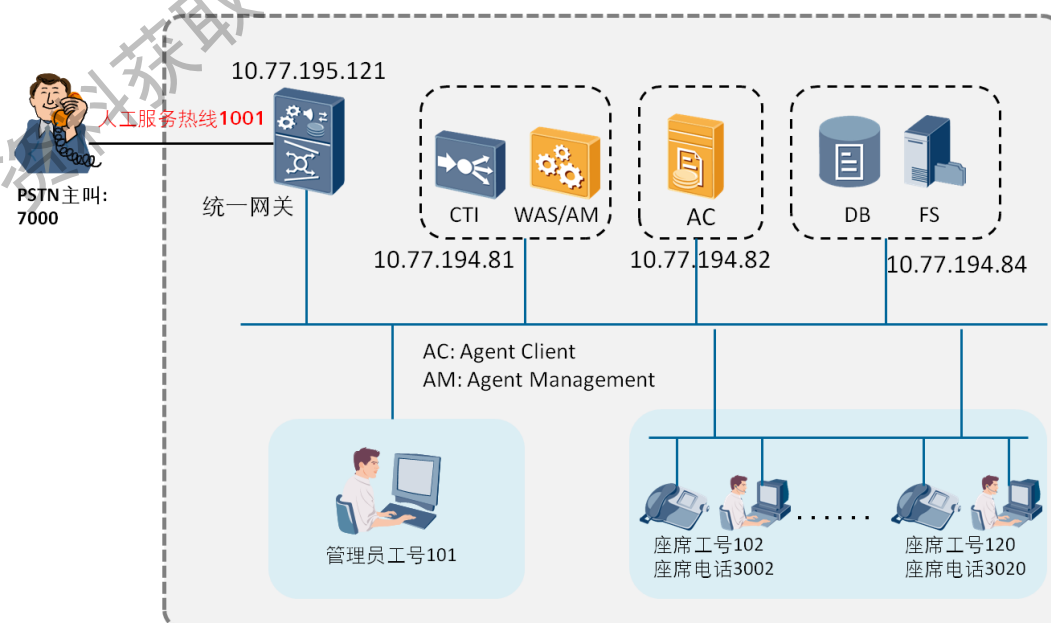 资料获取
10.77.195.121
人工服务热线1001
PSTN主叫:
7000
统一网关
CTI
WAS/AM
AC
DB
FS
10.77.194.81
10.77.194.82
10.77.194.84
AC: Agent Client
AM: Agent Management
管理员工号101
座席工号102
座席电话3002
......
座席工号120
座席电话3020